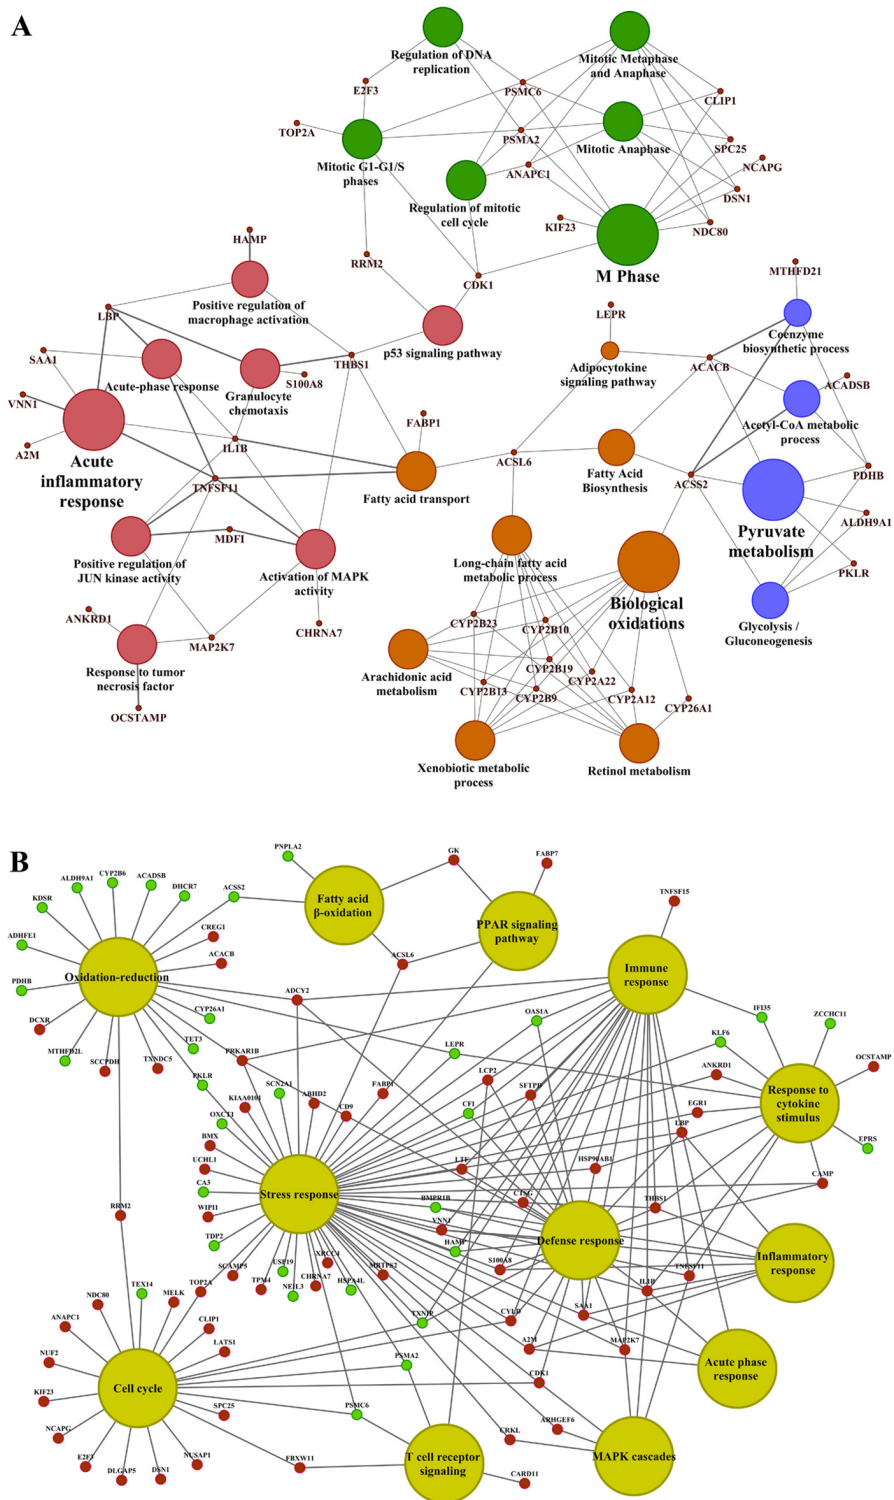 A
Regulation of DNA
replication
Mitotic Metaphase
and Anaphase
E2F3
PSMC6
CLIP1
TOP2A
PSMA2
Mitotic Anaphase
SPC25
Mitotic G1-G1/S
phases
NCAPG
ANAPC1
DSN1
Regulation of mitotic
cell cycle
KIF23
NDC80
HAMP
RRM2
M Phase
CDK1
MTHFD21
Positive regulation of
macrophage activation
LBP
LEPR
Coenzyme
biosynthetic process
p53 signaling pathway
SAA1
THBS1
Adipocytokine
signaling pathway
ACACB
Acute-phase response
Granulocyte
chemotaxis
S100A8
ACADSB
VNN1
FABP1
Acetyl-CoA metabolic
process
A2M
IL1B
ACSL6
Acute
inflammatory
response
Fatty Acid
Biosynthesis
PDHB
TNFSF11
Fatty acid transport
ACSS2
ALDH9A1
MDFI
Pyruvate
metabolism
Positive regulation of
JUN kinase activity
Activation of MAPK
activity
Long-chain fatty acid
metabolic process
PKLR
Biological
oxidations
ANKRD1
CYP2B23
CYP2B10
Glycolysis /
Gluconeogenesis
CHRNA7
MAP2K7
CYP2B19
Response to tumor
necrosis factor
Arachidonic acid
metabolism
CYP2A22
CYP2B13
CYP2B9
CYP2A12
CYP26A1
OCSTAMP
Xenobiotic metabolic
process
Retinol metabolism
B
PNPLA2
GK
FABP7
ALDH9A1
CYP2B6
ACADSB
DHCR7
ACSS2
KDSR
TNFSF15
Fatty acid
β-oxidation
PPAR signaling
pathway
CREG1
ADHFE1
ACACB
ACSL6
Oxidation-reduction
Immune
response
PDHB
ADCY2
CYP26A1
OAS1A
IFI35
ZCCHC11
DCXR
KLF6
TET3
PRKAR1B
LEPR
OCSTAMP
MTHFD2L
SCCPDH
TXNDC5
LCP2
ANKRD1
PKLR
SCN2A1
FABP1
SFTPD
Response to
cytokine
stimulus
KIAA0101
ABHD2
CD9
CFI
EGR1
OXCT1
LBP
BMX
EPRS
UCHL1
LTF
HSP90AB1
CA3
CAMP
Stress response
BMPR1B
CTSG
THBS1
WIPI1
RRM2
VNN1
TDP2
HAMP
Defense response
XRCC4
Inflammatory
response
SCAMP5
USP19
MBTPS2
S100A8
TNFSF11
TOP2A
TPM4
NEIL3
CHRNA7
HSPA4L
IL1B
TEX14
MELK
NDC80
TXNIP
CYLD
SAA1
ANAPC1
CLIP1
LATS1
A2M
MAP2K7
NUF2
PSMA2
Acute phase
response
CDK1
Cell cycle
KIF23
SPC25
PSMC6
ARHGEF6
NCAPG
CRKL
E2F3
DLGAP5
DSN1
NUSAP1
FBXW11
T cell receptor
signaling
MAPK cascades
CARD11